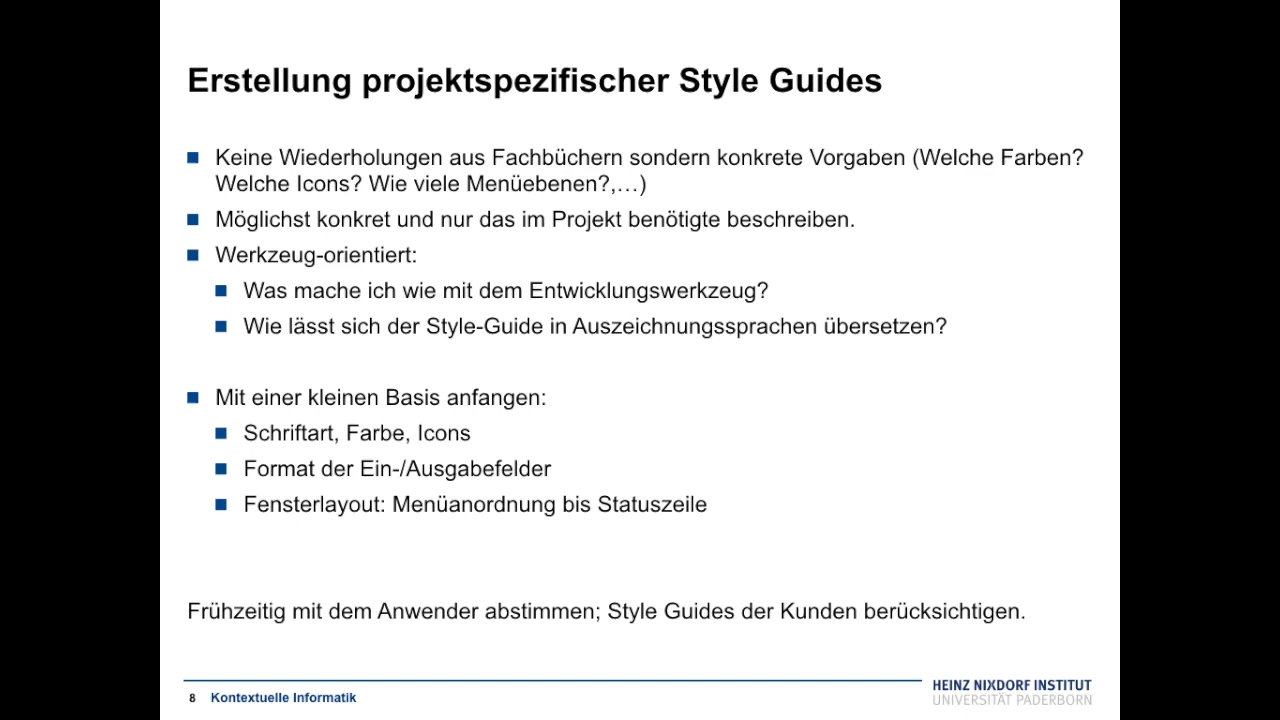 Erstellung projektspezifischer Style Guides
Keine Wiederholungen aus Fachbüchern sondern konkrete Vorgaben (Welche Farben?
Welche Icons? Wie viele Menüebenen?,…)
Möglichst konkret und nur das im Projekt benötigte beschreiben.
Werkzeug-orientiert:
Was mache ich wie mit dem Entwicklungswerkzeug?
Wie lässt sich der Style-Guide in Auszeichnungssprachen übersetzen?
Mit einer kleinen Basis anfangen:
Schriftart, Farbe, Icons
Format der Ein-/Ausgabefelder
Fensterlayout: Menüanordnung bis Statuszeile
Frühzeitig mit dem Anwender abstimmen; Style Guides der Kunden berücksichtigen.
8 Kontextuelle Informatik
HEINZ NIXDORF INSTITUT
UNIVERSITÄT PADERBORN